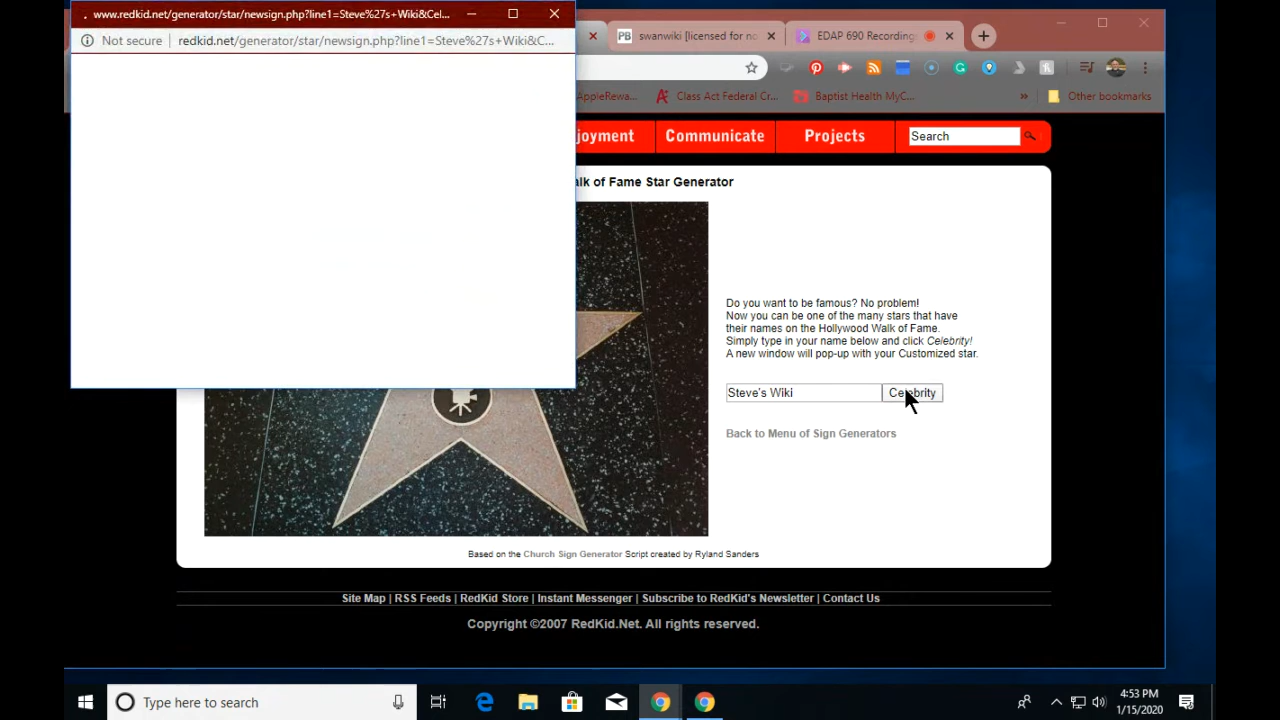 www.redkid.net/generator/star/newsign.php?line1=Steve%27s+Wiki&Cel...
Not secure | redkid.net/generator/star/newsign.php?line1=Steve%27s+Wiki&C...
swanwiki [licensed for no
EDAP 690 Recording
AppleRewa...
Class Act Federal Cr...
Baptist Health MyC...
»
Other bookmarks
joyment
Communicate
Projects
Search
alk of Fame Star Generator
Do you want to be famous? No problem!
Now you can be one of the many stars that have
their names on the Hollywood Walk of Fame.
Simply type in your name below and click Celebrity!
A new window will pop-up with your Customized star.
Steve's Wiki
Celebrity
Back to Menu of Sign Generators
Based on the Church Sign Generator Script created by Ryland Sanders
Site Map | RSS Feeds | RedKid Store | Instant Messenger | Subscribe to RedKid's Newsletter | Contact Us
Copyright ©2007 RedKid.Net. All rights reserved.
Type here to search
4:53 PM
1/15/2020